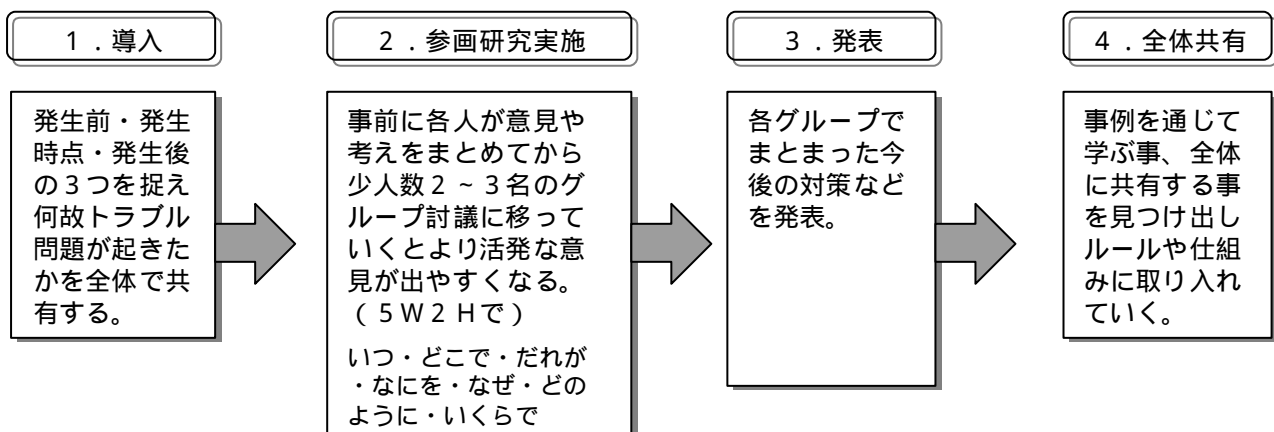 １．導入
発生前・発生
時点・発生後
の３つを捉え
何故トラブル
問題が起きた
かを全体で共
有する。
２．参画研究実施
事前に各人が意見や
考えをまとめてから
少人数２～３名のグ
ループ討議に移って
いくとより活発な意
見が出やすくなる。
（５Ｗ２Ｈで）
いつ・どこで・だれが
・なにを・なぜ・どの
ように・いくらで
３．発表
各グループで
まとまった今
後の対策など
を発表。
４．全体共有
事例を通じて
学ぶ事、全体
に共有する事
を見つけ出し
ルールや仕組
みに取り入れ
ていく。